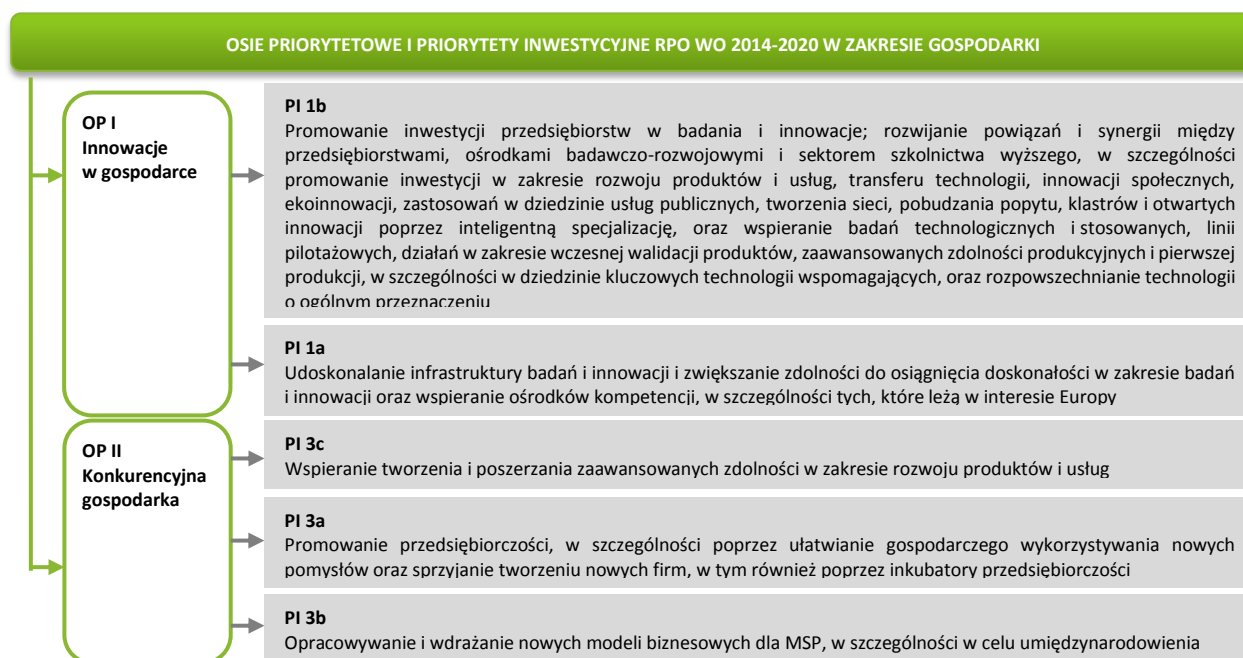 OSIE PRIORYTETOWE I PRIORYTETY INWESTYCYJNE RPO WO 2014-2020 W ZAKRESIE GOSPODARKI
OP I
Innowacje
w gospodarce
PI 1b
Promowanie inwestycji przedsiębiorstw w badania i innowacje; rozwijanie powiązań i synergii między
przedsiębiorstwami, ośrodkami badawczo-rozwojowymi i sektorem szkolnictwa wyższego, w szczególności
promowanie inwestycji w zakresie rozwoju produktów i usług, transferu technologii, innowacji społecznych,
ekoinnowacji, zastosowań w dziedzinie usług publicznych, tworzenia sieci, pobudzania popytu, klastrów i otwartych
innowacji poprzez inteligentną specjalizację, oraz wspieranie badań technologicznych i stosowanych, linii
pilotażowych, działań w zakresie wczesnej walidacji produktów, zaawansowanych zdolności produkcyjnych i pierwszej
produkcji, w szczególności w dziedzinie kluczowych technologii wspomagających, oraz rozpowszechnianie technologii
o ogólnym przeznaczeniu
PI 1a
Udoskonalanie infrastruktury badań i innowacji i zwiększanie zdolności do osiągnięcia doskonałości w zakresie badań
i innowacji oraz wspieranie ośrodków kompetencji, w szczególności tych, które leżą w interesie Europy
OP II
Konkurencyjna
gospodarka
PI 3c
Wspieranie tworzenia i poszerzania zaawansowanych zdolności w zakresie rozwoju produktów i usług
PI 3a
Promowanie przedsiębiorczości, w szczególności poprzez ułatwianie gospodarczego wykorzystywania nowych
pomysłów oraz sprzyjanie tworzeniu nowych firm, w tym również poprzez inkubatory przedsiębiorczości
PI 3b
Opracowywanie i wdrażanie nowych modeli biznesowych dla MSP, w szczególności w celu umiędzynarodowienia